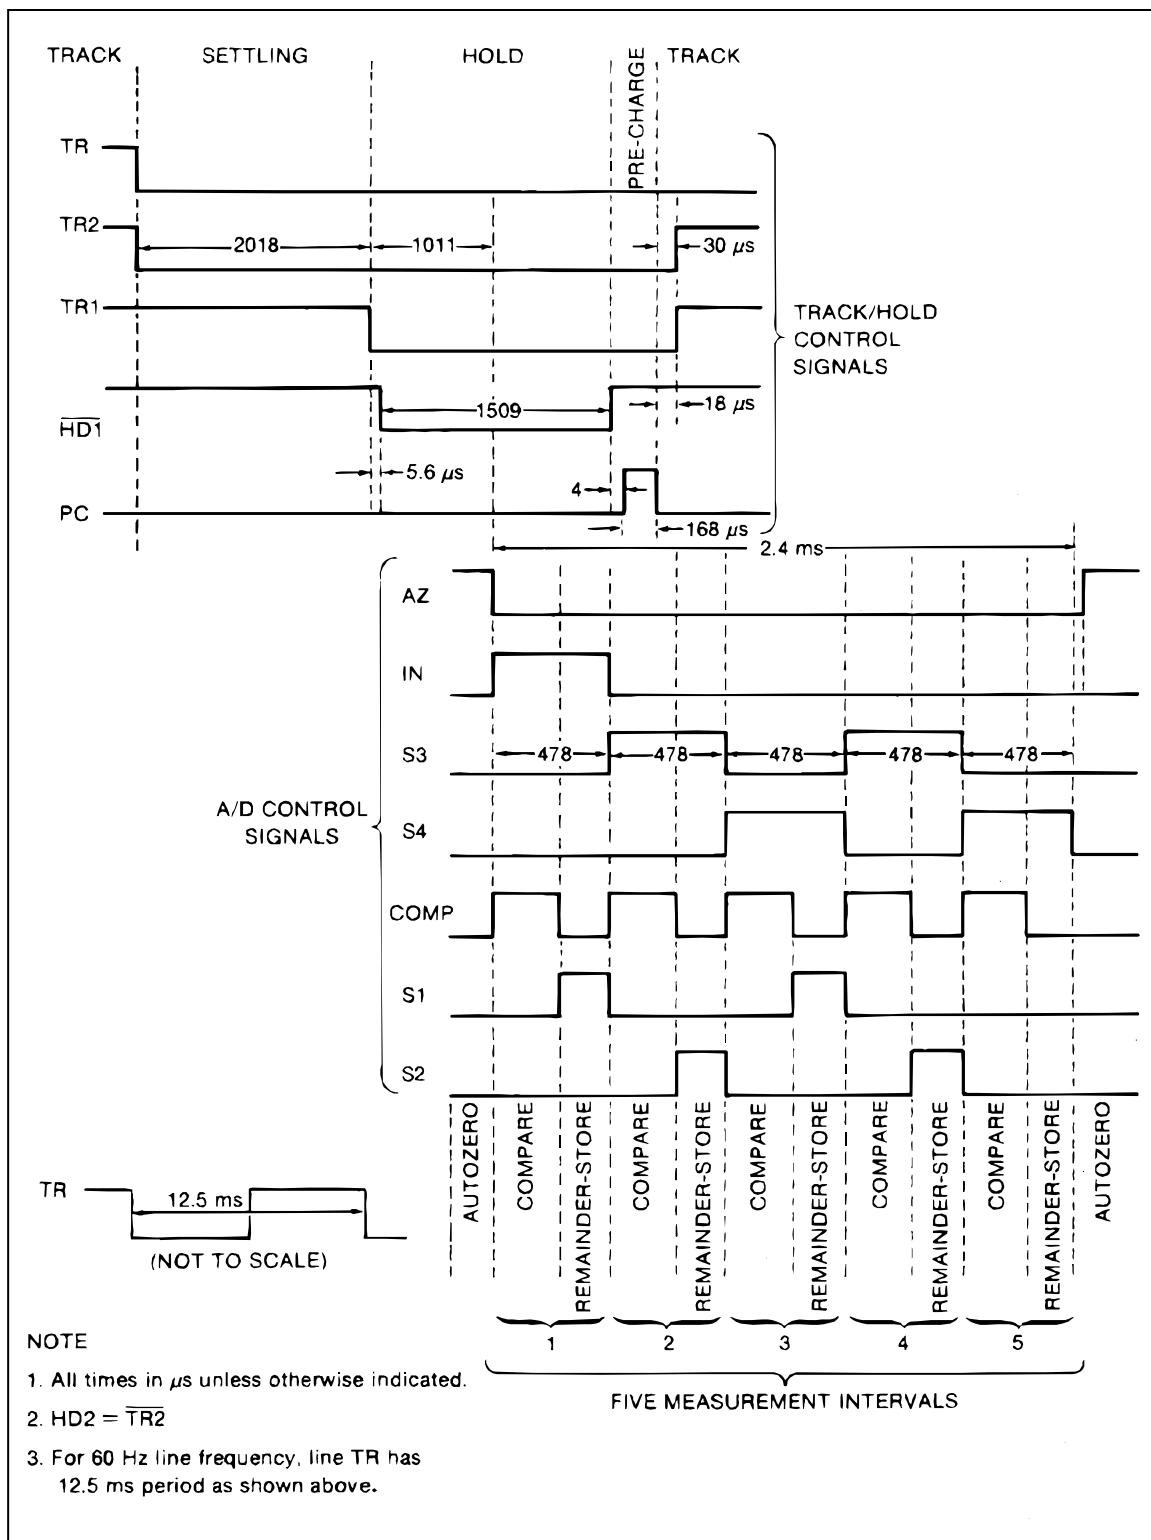 TRACK SETTLING HOLD PRE-CHARGE TRACK
TR
TR2 2018 1011 30 μs
TR1
TRACK/HOLD
CONTROL
SIGNALS
HD1 1509 18 μs
5.6 μs
PC 4 168 μs
2.4 ms
AZ
IN
S3 478 478 478 478 478
A/D CONTROL
SIGNALS
S4
COMP
S1
S2
AUTOZERO COMPARE REMAINDER-STORE COMPARE REMAINDER-STORE COMPARE REMAINDER-STORE COMPARE REMAINDER-STORE COMPARE REMAINDER-STORE AUTOZERO
TR 12.5 ms
(NOT TO SCALE)
1 2 3 4 5
FIVE MEASUREMENT INTERVALS
NOTE
1. All times in μs unless otherwise indicated.
2. HD2 = TR2
3. For 60 Hz line frequency, line TR has
12.5 ms period as shown above.